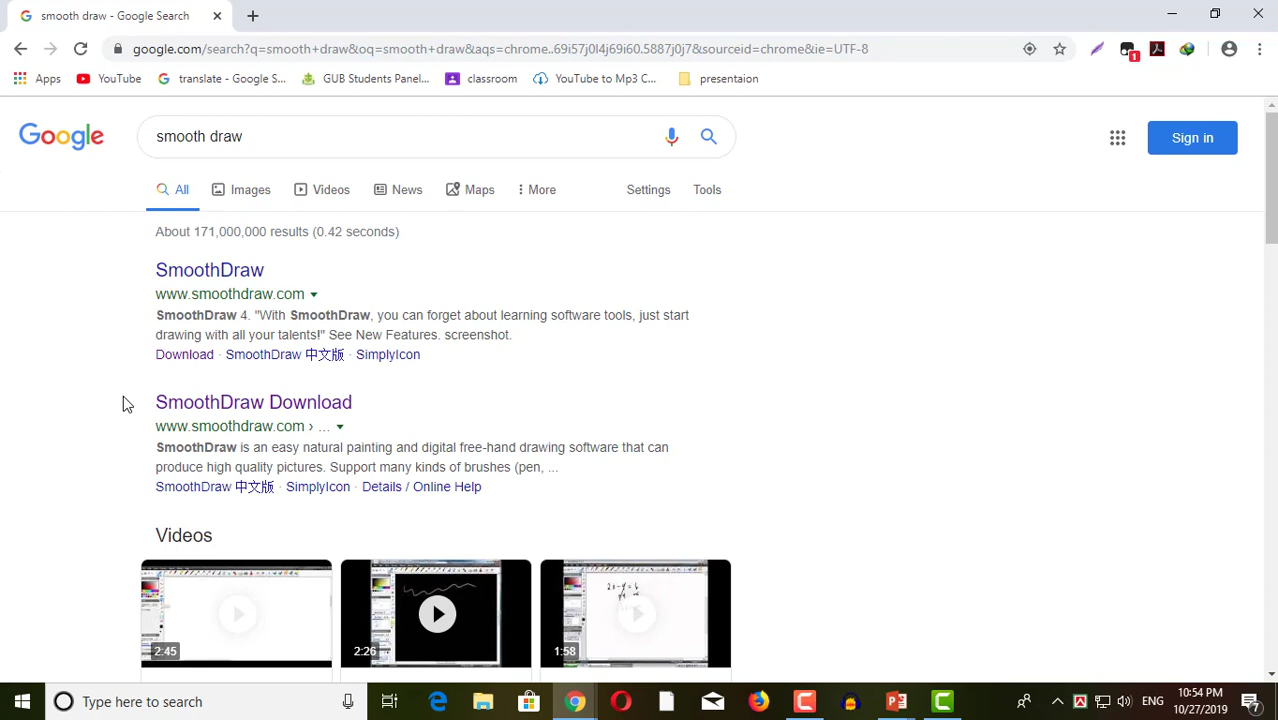 smooth draw - Google Search
google.com/search?q=smooth+draw&oq=smooth+draw&aqs=chrome..69i57j0l4j69i60.5887j0j7&sourceid=chrome&ie=UTF-8
1
Apps YouTube translate - Google S... GUB Students Panel... classroom YouTube to Mp3 C... presentaion
Google smooth draw Sign in
All Images Videos News Maps More Settings Tools
About 171,000,000 results (0.42 seconds)
SmoothDraw
www.smoothdraw.com
SmoothDraw 4. "With SmoothDraw, you can forget about learning software tools, just start
drawing with all your talents!" See New Features. screenshot.
Download · SmoothDraw 中文版 · SimplyIcon
SmoothDraw Download
www.smoothdraw.com › ...
SmoothDraw is an easy natural painting and digital free-hand drawing software that can
produce high quality pictures. Support many kinds of brushes (pen, ...
SmoothDraw 中文版 · SimplyIcon · Details / Online Help
Videos
2:45 2:26 1:58
Type here to search ENG 10:54 PM
10/27/2019 7